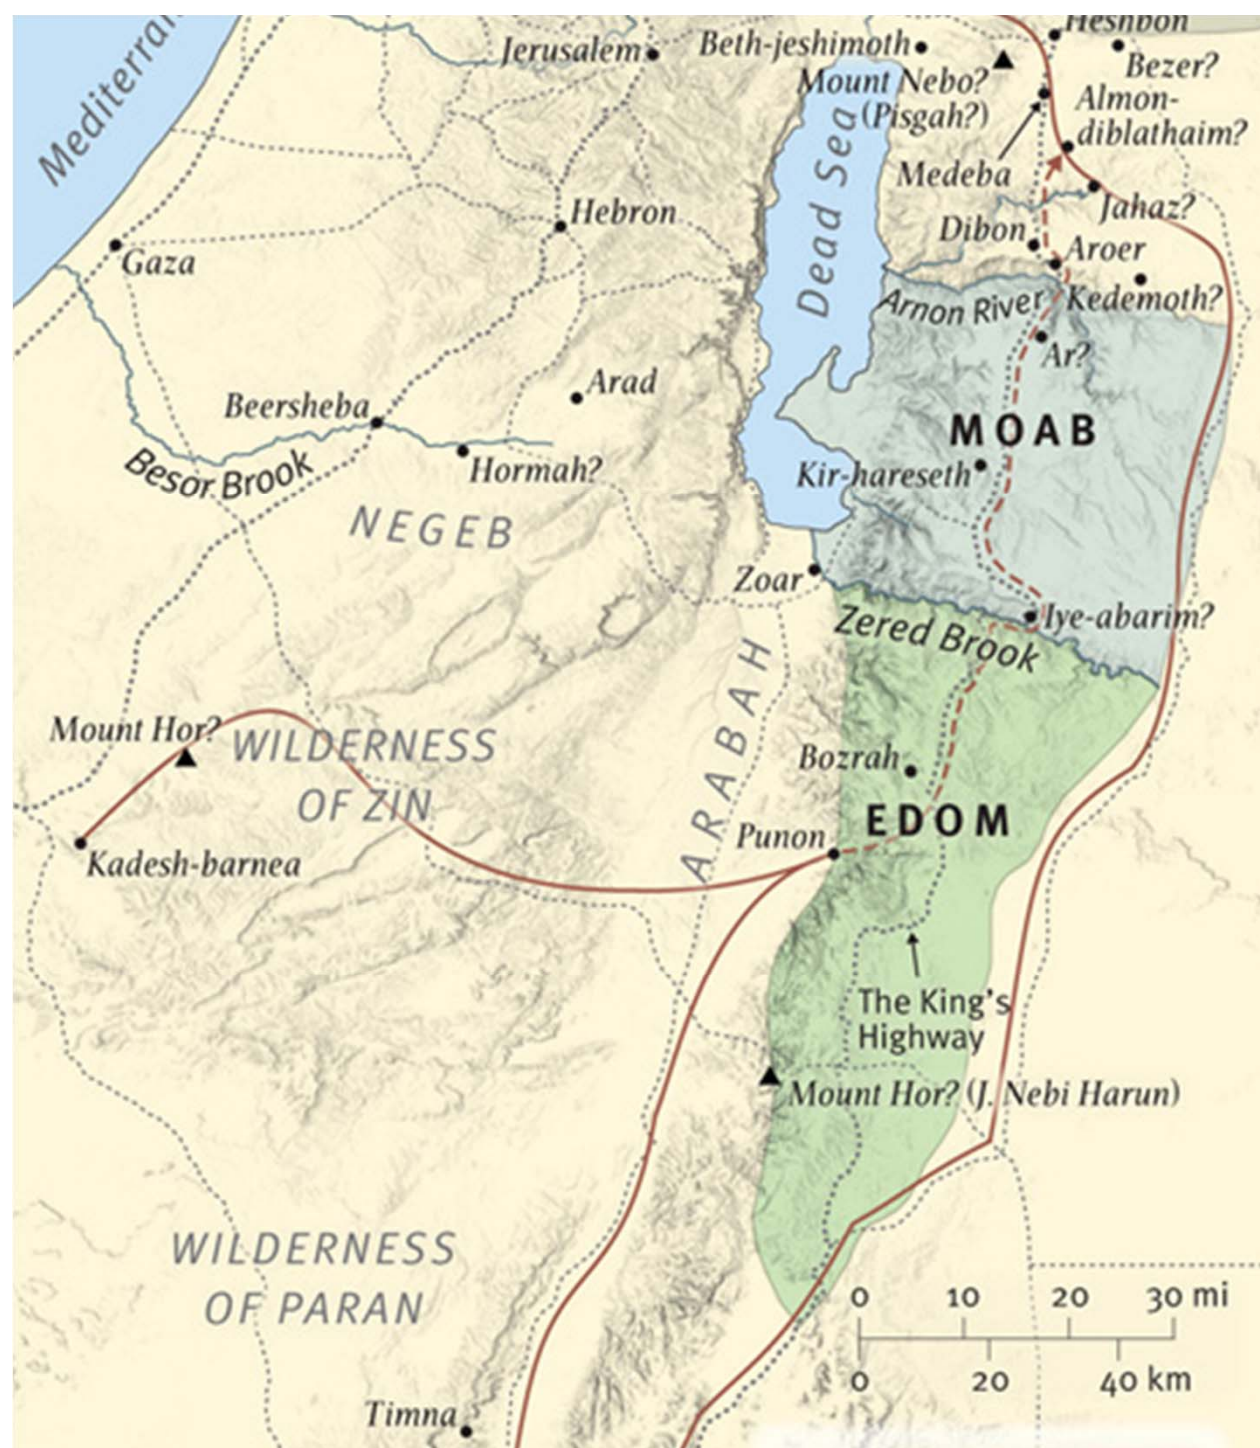 Mediterran
Jerusalem
Beth-jeshimoth
Heshbon
Bezer?
Mount Nebo?
(Pisgah?)
Almon-
diblathaim?
Dead Sea
Medeba
Jahaz?
Hebron
Dibon
Aroer
Gaza
Arnon River
Kedemoth?
Ar?
Arad
Beersheba
MOAB
Besor Brook
Hormah?
Kir-hareseth
NEGEB
Zoar
Iye-abarim?
Zered Brook
ARABAH
Mount Hor?
WILDERNESS
OF ZIN
Bozrah
EDOM
Punon
Kadesh-barnea
The King's
Highway
Mount Hor? (J. Nebi Harun)
WILDERNESS
OF PARAN
0 10 20 30 mi
0 20 40 km
Timna